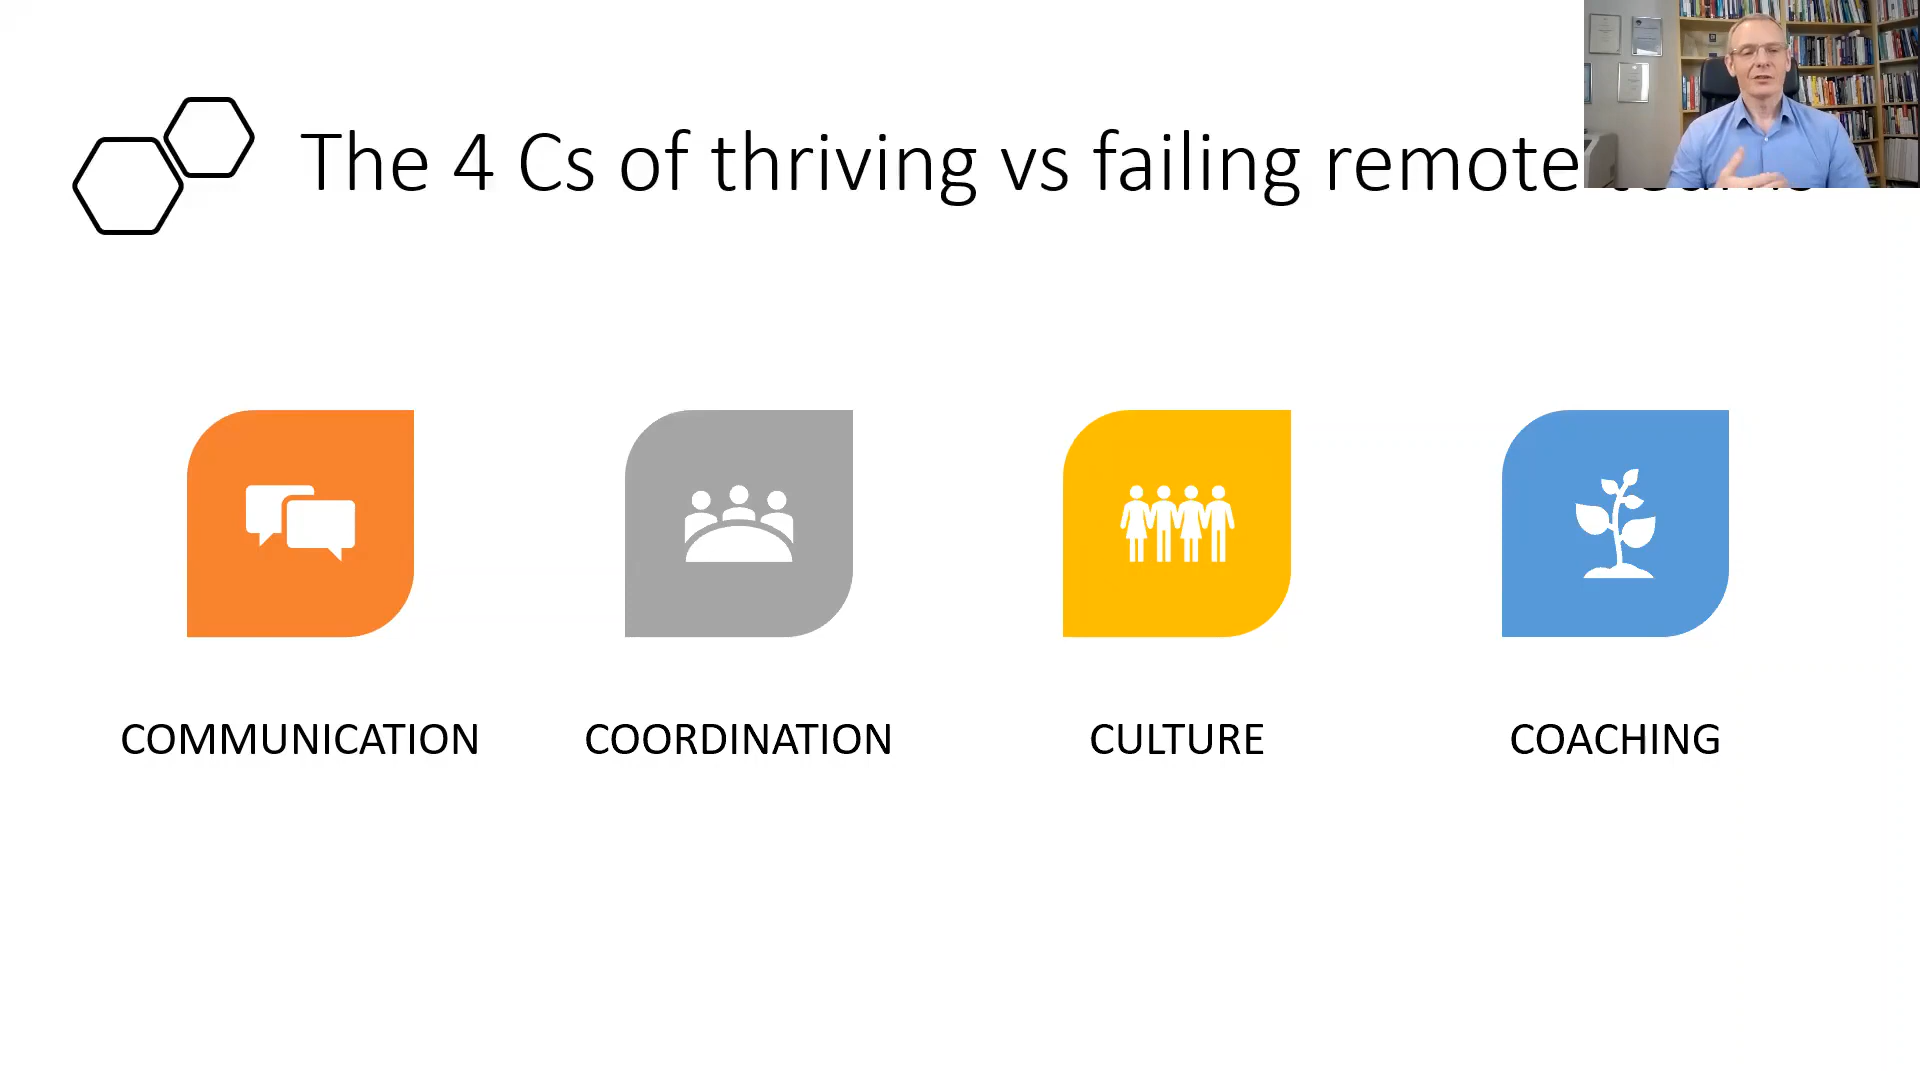 The 4 Cs of thriving vs failing remote
COMMUNICATION
COORDINATION
CULTURE
COACHING